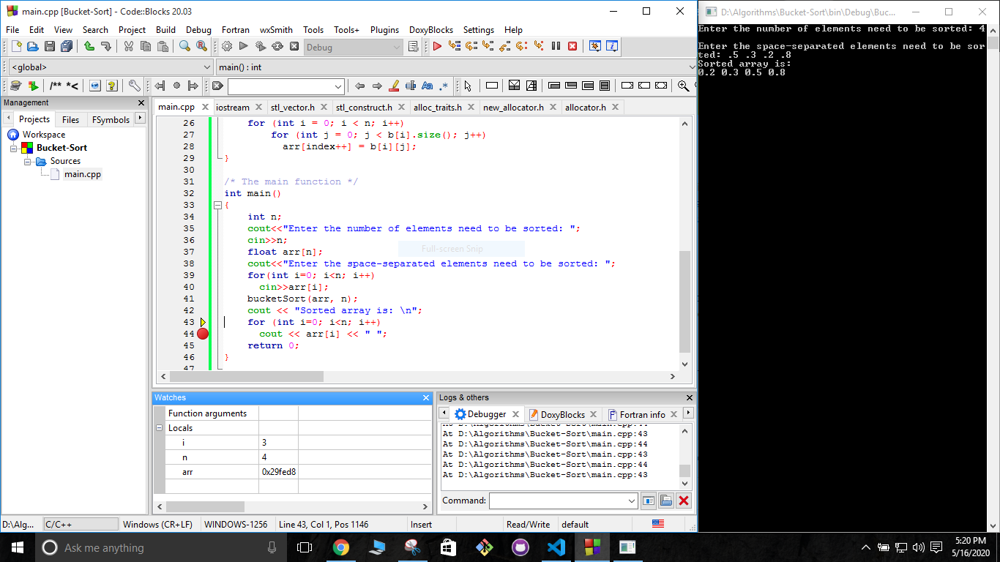 main.cpp [Bucket-Sort] - Code::Blocks 20.03
File Edit View Search Project Build Debug Fortran wxSmith Tools Tools+ Plugins DoxyBlocks Settings Help
Debug
<global> main() : int
/** *<
Aa .*
Management
Projects Files FSymbols
Workspace
Bucket-Sort
Sources
main.cpp
main.cpp iostream stl_vector.h stl_construct.h alloc_traits.h new_allocator.h allocator.h
26 for (int i = 0; i < n; i++)
27 for (int j = 0; j < b[i].size(); j++)
28 arr[index++] = b[i][j];
29 }
30
31 /* The main function */
32 int main()
33 {
34 int n;
35 cout<<"Enter the number of elements need to be sorted: ";
36 cin>>n;
37 float arr[n];
38 cout<<"Enter the space-separated elements need to be sorted: ";
39 for(int i=0; i<n; i++)
40 cin>>arr[i];
41 bucketSort(arr, n);
42 cout << "Sorted array is: \n";
43 for (int i=0; i<n; i++)
44 cout << arr[i] << " ";
45 return 0;
46 }
47
Full-screen Snip
Watches
Function arguments
Locals
i 3
n 4
arr 0x29fed8
Logs & others
Debugger DoxyBlocks Fortran info
At D:\Algorithms\Bucket-Sort\main.cpp:44
At D:\Algorithms\Bucket-Sort\main.cpp:43
At D:\Algorithms\Bucket-Sort\main.cpp:44
At D:\Algorithms\Bucket-Sort\main.cpp:43
At D:\Algorithms\Bucket-Sort\main.cpp:44
At D:\Algorithms\Bucket-Sort\main.cpp:43
Command:
D:\Alg... C/C++ Windows (CR+LF) WINDOWS-1256 Line 43, Col 1, Pos 1146 Insert Read/Write default
D:\Algorithms\Bucket-Sort\bin\Debug\Buc...
Enter the number of elements need to be sorted: 4
Enter the space-separated elements need to be sor
ted: .5 .3 .2 .8
Sorted array is:
0.2 0.3 0.5 0.8
Ask me anything
5:20 PM
5/16/2020